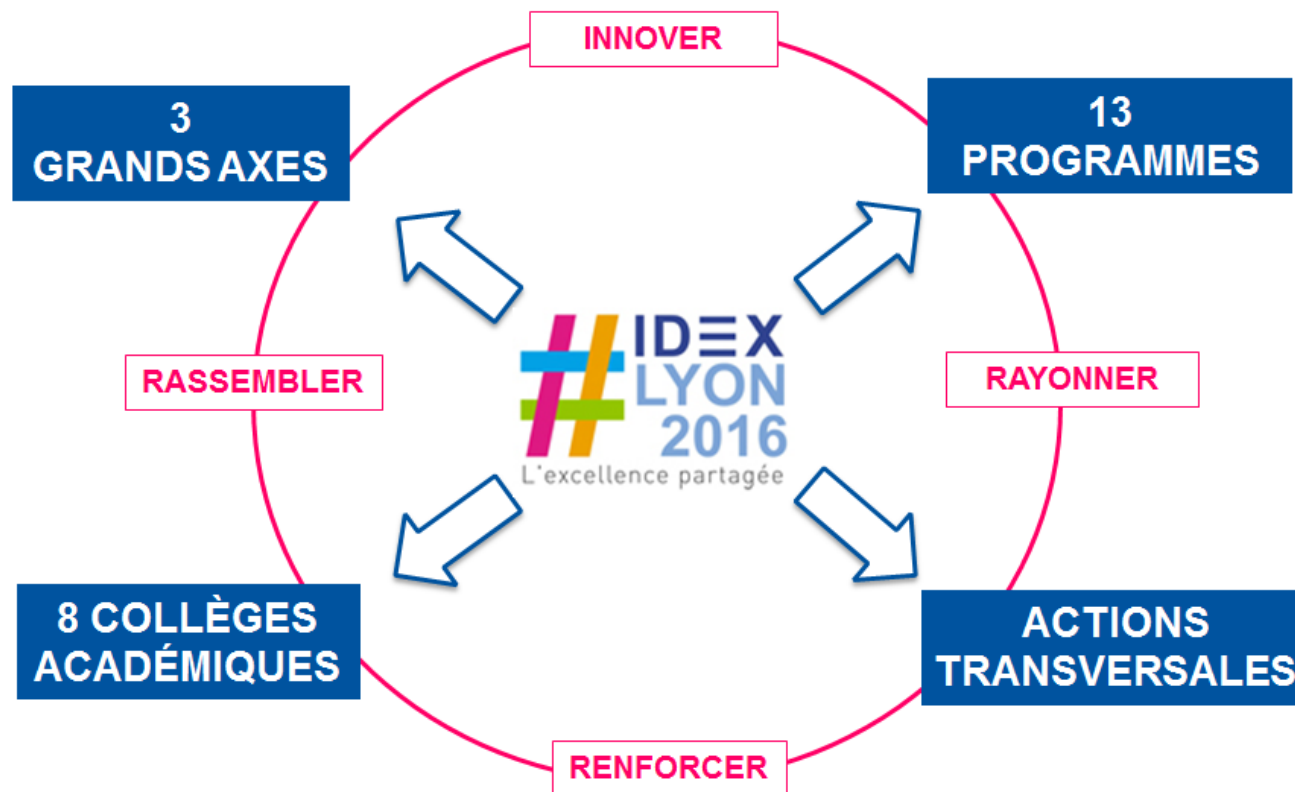 INNOVER
3
GRANDS AXES
13
PROGRAMMES
#IDEX
LYON
2016
L'excellence partagée
RASSEMBLER
RAYONNER
8 COLLÈGES
ACADÉMIQUES
ACTIONS
TRANSVERSALES
RENFORCER